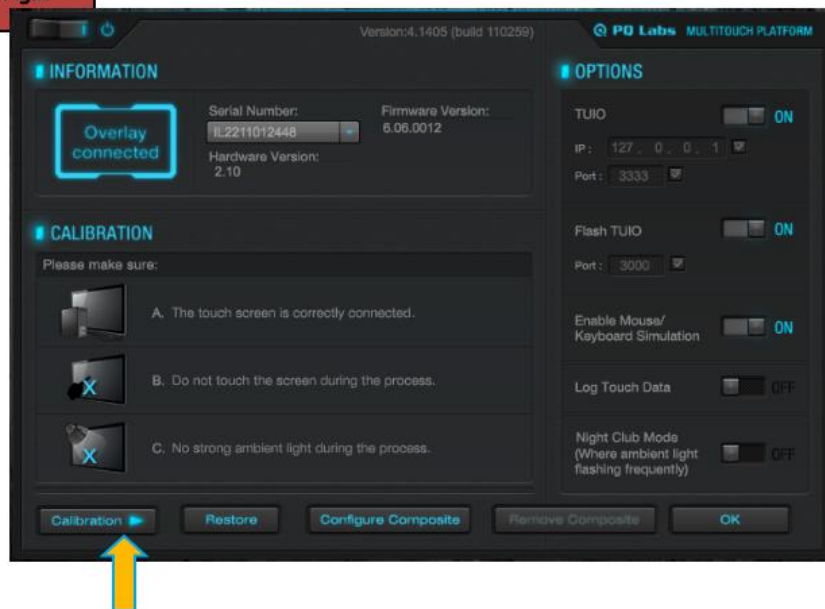 Version:4.1405 (build 110259)
PQ Labs MULTITOUCH PLATFORM
INFORMATION
Overlay
connected
Serial Number:
IL2211012448
Hardware Version:
2.10
Firmware Version:
6.06.0012
CALIBRATION
Please make sure:
A. The touch screen is correctly connected.
B. Do not touch the screen during the process.
C. No strong ambient light during the process.
OPTIONS
TUIO ON
IP: 127 . 0 . 0 . 1
Port: 3333
Flash TUIO ON
Port: 3000
Enable Mouse/
Keyboard Simulation ON
Log Touch Data OFF
Night Club Mode
(Where ambient light
flashing frequently) OFF
Calibration Restore Configure Composite Remove Composite OK